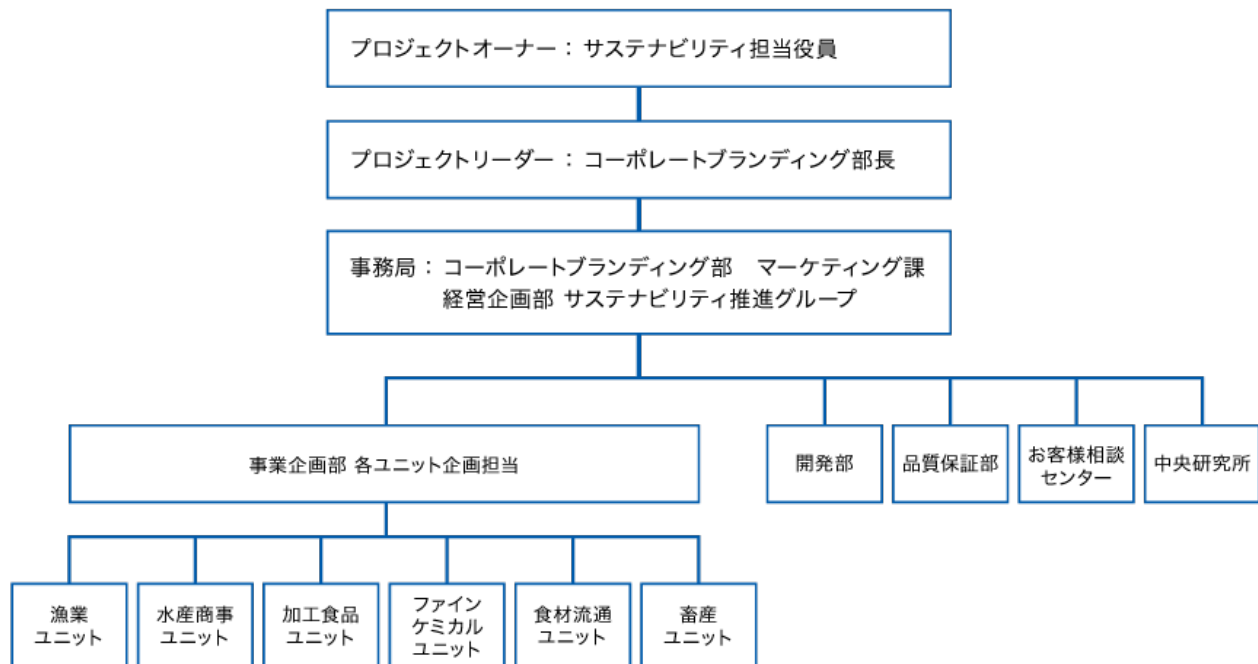 プロジェクトオーナー： サステナビリティ担当役員
プロジェクトリーダー： コーポレートブランディング部長
事務局： コーポレートブランディング部　マーケティング課
経営企画部 サステナビリティ推進グループ
事業企画部 各ユニット企画担当
開発部
品質保証部
お客様相談
センター
中央研究所
漁業
ユニット
水産商事
ユニット
加工食品
ユニット
ファイン
ケミカル
ユニット
食材流通
ユニット
畜産
ユニット